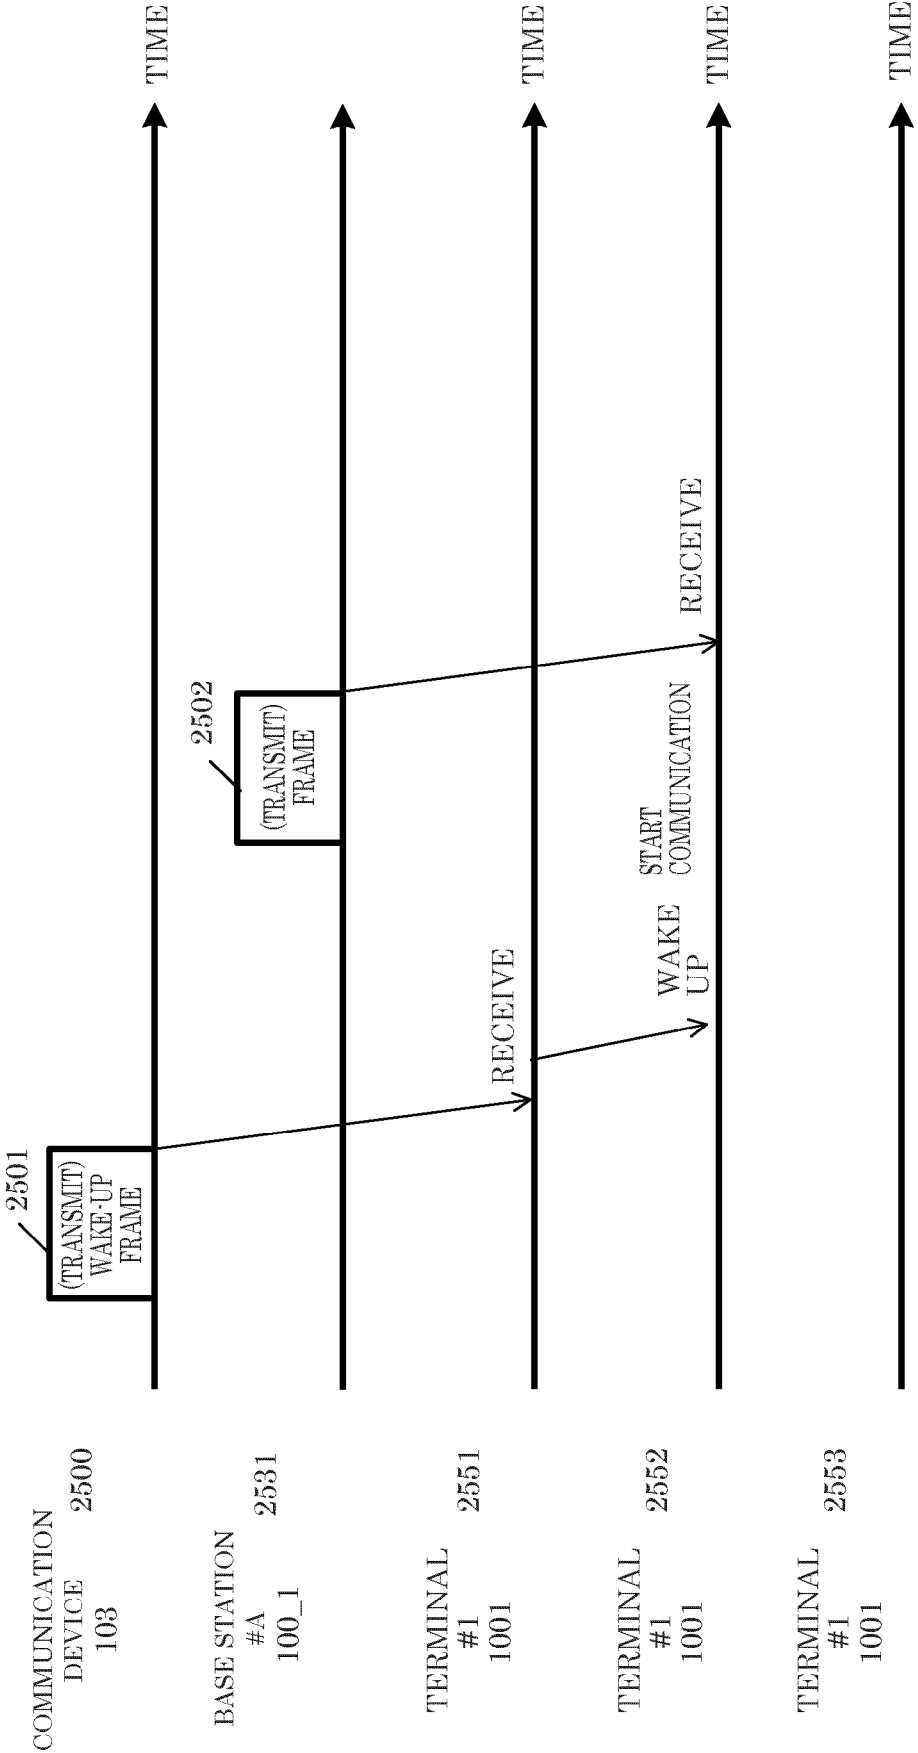 COMMUNICATION
DEVICE
103
2500
2501
(TRANSMIT)
WAKE-UP
FRAME
TIME
BASE STATION
#A
100_1
2531
2502
(TRANSMIT)
FRAME
TERMINAL
#1
1001
2551
RECEIVE
TIME
TERMINAL
#1
1001
2552
WAKE
UP
START
COMMUNICATION
RECEIVE
TIME
TERMINAL
#1
1001
2553
TIME